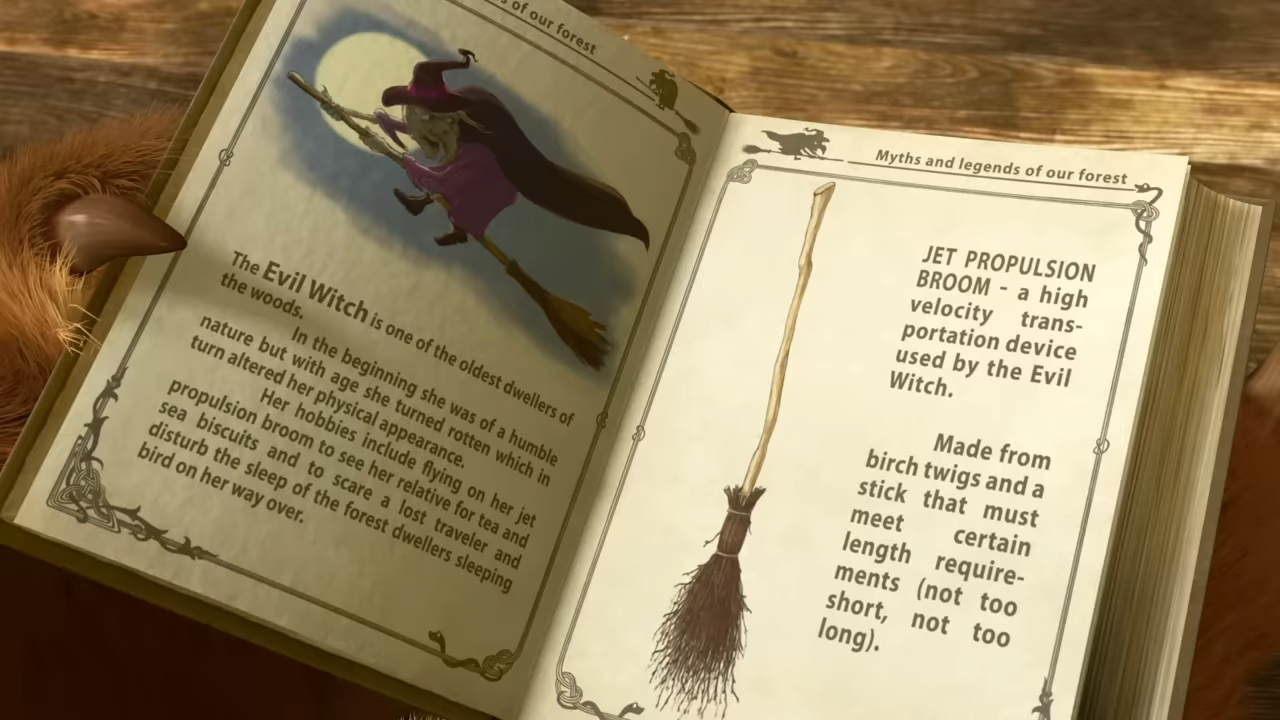 s of our forest
The Evil Witch is one of the oldest dwellers of
the woods.
In the beginning she was of a humble
nature but with age she turned rotten which in
turn altered her physical appearance.
Her hobbies include flying on her jet
propulsion broom to see her relative for tea and
sea biscuits and to scare a lost traveler and
disturb the sleep of the forest dwellers sleeping
bird on her way over.
Myths and legends of our forest
JET PROPULSION
BROOM - a high
velocity trans-
portation device
used by the Evil
Witch.
Made from
birch twigs and a
stick that must
meet certain
length require-
ments (not too
short, not too
long).